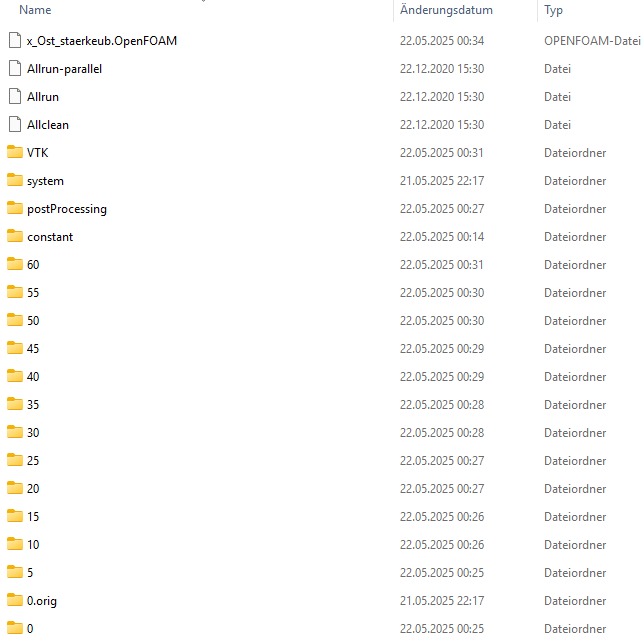 Name Änderungsdatum Typ
x_Ost_staerkeub.OpenFOAM 22.05.2025 00:34 OPENFOAM-Datei
Allrun-parallel 22.12.2020 15:30 Datei
Allrun 22.12.2020 15:30 Datei
Allclean 22.12.2020 15:30 Datei
VTK 22.05.2025 00:31 Dateiordner
system 21.05.2025 22:17 Dateiordner
postProcessing 22.05.2025 00:27 Dateiordner
constant 22.05.2025 00:14 Dateiordner
60 22.05.2025 00:31 Dateiordner
55 22.05.2025 00:30 Dateiordner
50 22.05.2025 00:30 Dateiordner
45 22.05.2025 00:29 Dateiordner
40 22.05.2025 00:29 Dateiordner
35 22.05.2025 00:28 Dateiordner
30 22.05.2025 00:28 Dateiordner
25 22.05.2025 00:27 Dateiordner
20 22.05.2025 00:27 Dateiordner
15 22.05.2025 00:26 Dateiordner
10 22.05.2025 00:26 Dateiordner
5 22.05.2025 00:25 Dateiordner
0.orig 21.05.2025 22:17 Dateiordner
0 22.05.2025 00:25 Dateiordner